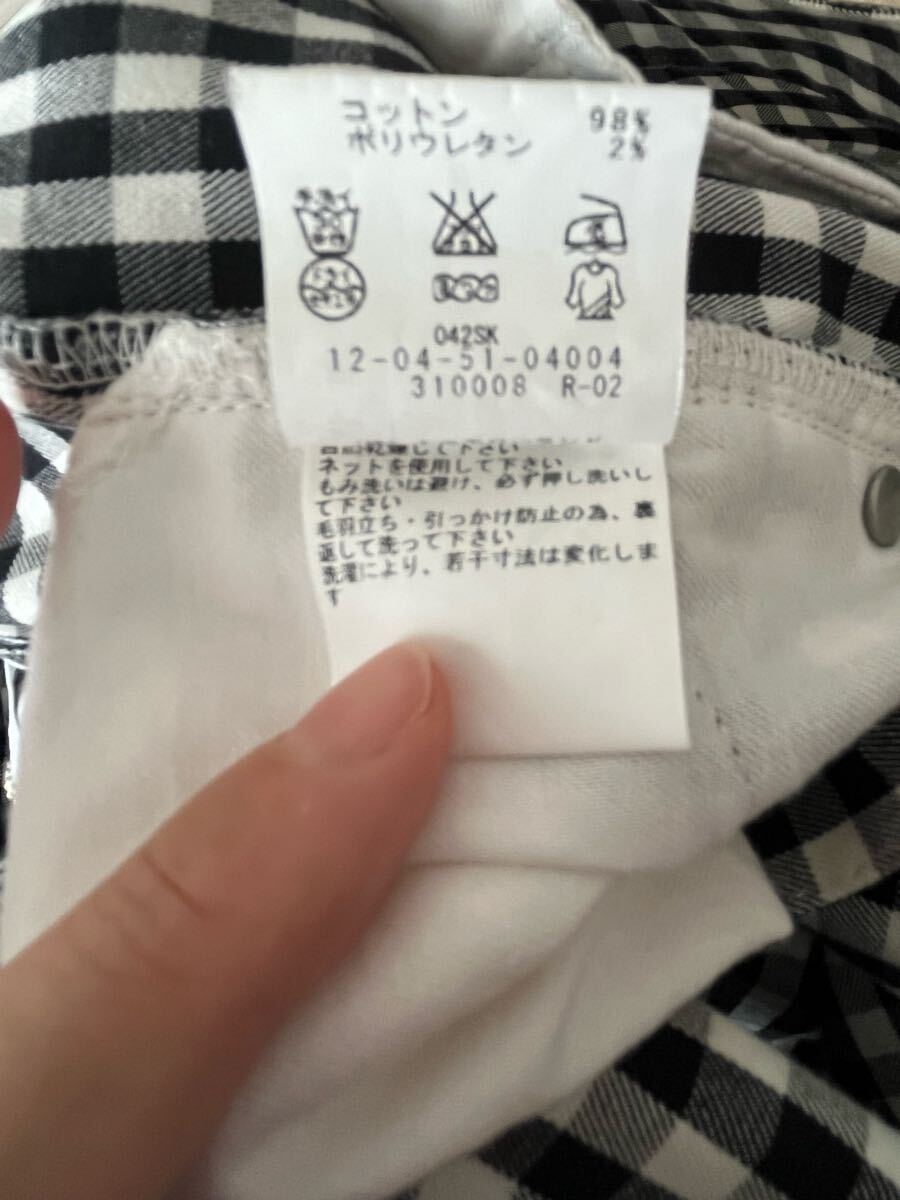 コットン 98%
ポリウレタン 2%
042SK
12-04-51-04004
310008 R-02
ネットを使用して下さい
もみ洗いは避け、必ず押し洗いし
て下さい
毛羽立ち・引っかけ防止の為、裏
返して洗って下さい
洗濯により、若干寸法は変化しま
す